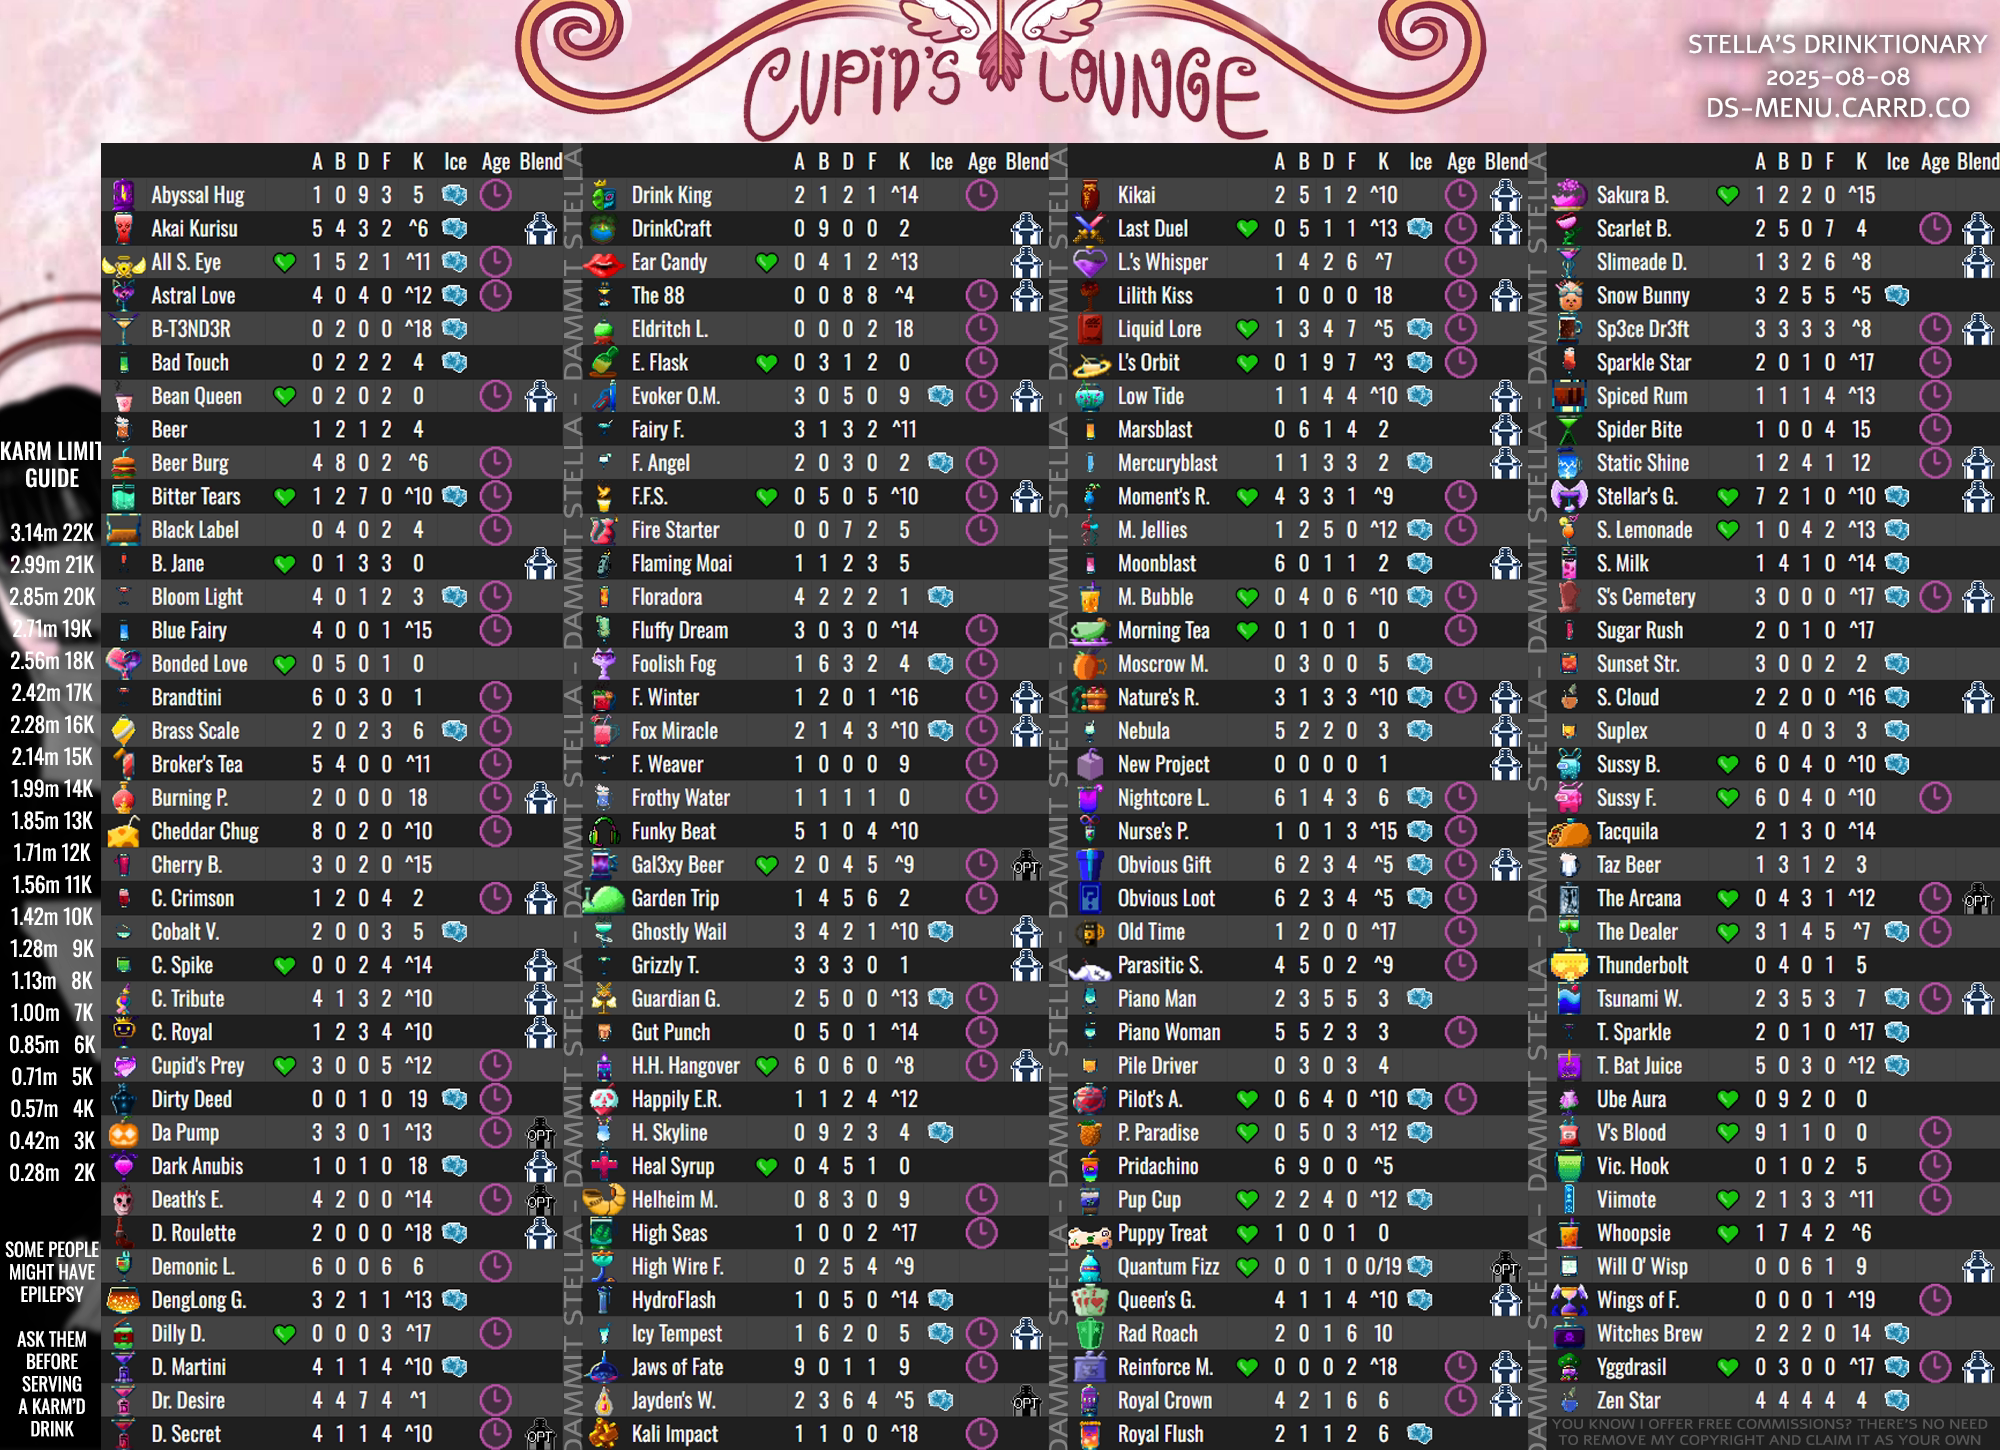 CUPID'S LOUNGE
STELLA'S DRINKTIONARY
2025-08-08
DS-MENU.CARRD.CO
KARM LIMIT
GUIDE
3.14m 22K
2.99m 21K
2.85m 20K
2.71m 19K
2.56m 18K
2.42m 17K
2.28m 16K
2.14m 15K
1.99m 14K
1.85m 13K
1.71m 12K
1.56m 11K
1.42m 10K
1.28m 9K
1.13m 8K
1.00m 7K
0.85m 6K
0.71m 5K
0.57m 4K
0.42m 3K
0.28m 2K
SOME PEOPLE
MIGHT HAVE
EPILEPSY
ASK THEM
BEFORE
SERVING
A KARM'D
DRINK
A B D F K Ice Age Blend
Abyssal Hug 1 0 9 3 5
Akai Kurisu 5 4 3 2 ^6
All S. Eye 1 5 2 1 ^11
Astral Love 4 0 4 0 ^12
B-T3ND3R 0 2 0 0 ^18
Bad Touch 0 2 2 2 4
Bean Queen 0 2 0 2 0
Beer 1 2 1 2 4
Beer Burg 4 8 0 2 ^6
Bitter Tears 1 2 7 0 ^10
Black Label 0 4 0 2 4
B. Jane 0 1 3 3 0
Bloom Light 4 0 1 2 3
Blue Fairy 4 0 0 1 ^15
Bonded Love 0 5 0 1 0
Brandtini 6 0 3 0 1
Brass Scale 2 0 2 3 6
Broker's Tea 5 4 0 0 ^11
Burning P. 2 0 0 0 18
Cheddar Chug 8 0 2 0 ^10
Cherry B. 3 0 2 0 ^15
C. Crimson 1 2 0 4 2
Cobalt V. 2 0 0 3 5
C. Spike 0 0 2 4 ^14
C. Tribute 4 1 3 2 ^10
C. Royal 1 2 3 4 ^10
Cupid's Prey 3 0 0 5 ^12
Dirty Deed 0 0 1 0 19
Da Pump 3 3 0 1 ^13 OPT
Dark Anubis 1 0 1 0 18
Death's E. 4 2 0 0 ^14 OPT
D. Roulette 2 0 0 0 ^18
Demonic L. 6 0 0 6 6
DengLong G. 3 2 1 1 ^13
Dilly D. 0 0 0 3 ^17
D. Martini 4 1 1 4 ^10
Dr. Desire 4 4 7 4 ^1
D. Secret 4 1 1 4 ^10 OPT
DAMMIT STELLA - DAMMIT STELLA - DAMMIT STELLA - DAMMIT STELLA
A B D F K Ice Age Blend
Drink King 2 1 2 1 ^14
DrinkCraft 0 9 0 0 2
Ear Candy 0 4 1 2 ^13
The 88 0 0 8 8 ^4
Eldritch L. 0 0 0 2 18
E. Flask 0 3 1 2 0
Evoker O.M. 3 0 5 0 9
Fairy F. 3 1 3 2 ^11
F. Angel 2 0 3 0 2
F.F.S. 0 5 0 5 ^10
Fire Starter 0 0 7 2 5
Flaming Moai 1 1 2 3 5
Floradora 4 2 2 2 1
Fluffy Dream 3 0 3 0 ^14
Foolish Fog 1 6 3 2 4
F. Winter 1 2 0 1 ^16
Fox Miracle 2 1 4 3 ^10
F. Weaver 1 0 0 0 9
Frothy Water 1 1 1 1 0
Funky Beat 5 1 0 4 ^10
Gal3xy Beer 2 0 4 5 ^9 OPT
Garden Trip 1 4 5 6 2
Ghostly Wail 3 4 2 1 ^10
Grizzly T. 3 3 3 0 1
Guardian G. 2 5 0 0 ^13
Gut Punch 0 5 0 1 ^14
H.H. Hangover 6 0 6 0 ^8
Happily E.R. 1 1 2 4 ^12
H. Skyline 0 9 2 3 4
Heal Syrup 0 4 5 1 0
Helheim M. 0 8 3 0 9
High Seas 1 0 0 2 ^17
High Wire F. 0 2 5 4 ^9
HydroFlash 1 0 5 0 ^14
Icy Tempest 1 6 2 0 5
Jaws of Fate 9 0 1 1 9
Jayden's W. 2 3 6 4 ^5 OPT
Kali Impact 1 1 0 0 ^18
DAMMIT STELLA - DAMMIT STELLA - DAMMIT STELLA - DAMMIT STELLA
A B D F K Ice Age Blend
Kikai 2 5 1 2 ^10
Last Duel 0 5 1 1 ^13
L.'s Whisper 1 4 2 6 ^7
Lilith Kiss 1 0 0 0 18
Liquid Lore 1 3 4 7 ^5
L's Orbit 0 1 9 7 ^3
Low Tide 1 1 4 4 ^10
Marsblast 0 6 1 4 2
Mercuryblast 1 1 3 3 2
Moment's R. 4 3 3 1 ^9
M. Jellies 1 2 5 0 ^12
Moonblast 6 0 1 1 2
M. Bubble 0 4 0 6 ^10
Morning Tea 0 1 0 1 0
Moscrow M. 0 3 0 0 5
Nature's R. 3 1 3 3 ^10
Nebula 5 2 2 0 3
New Project 0 0 0 0 1
Nightcore L. 6 1 4 3 6
Nurse's P. 1 0 1 3 ^15
Obvious Gift 6 2 3 4 ^5
Obvious Loot 6 2 3 4 ^5
Old Time 1 2 0 0 ^17
Parasitic S. 4 5 0 2 ^9
Piano Man 2 3 5 5 3
Piano Woman 5 5 2 3 3
Pile Driver 0 3 0 3 4
Pilot's A. 0 6 4 0 ^10
P. Paradise 0 5 0 3 ^12
Pridachino 6 9 0 0 ^5
Pup Cup 2 2 4 0 ^12
Puppy Treat 1 0 0 1 0
Quantum Fizz 0 0 1 0 0/19 OPT
Queen's G. 4 1 1 4 ^10
Rad Roach 2 0 1 6 10
Reinforce M. 0 0 0 2 ^18
Royal Crown 4 2 1 6 6
Royal Flush 2 1 1 2 6
DAMMIT STELLA - DAMMIT STELLA - DAMMIT STELLA - DAMMIT STELLA
A B D F K Ice Age Blend
Sakura B. 1 2 2 0 ^15
Scarlet B. 2 5 0 7 4
Slimeade D. 1 3 2 6 ^8
Snow Bunny 3 2 5 5 ^5
Sp3ce Dr3ft 3 3 3 3 ^8
Sparkle Star 2 0 1 0 ^17
Spiced Rum 1 1 1 4 ^13
Spider Bite 1 0 0 4 15
Static Shine 1 2 4 1 12
Stellar's G. 7 2 1 0 ^10
S. Lemonade 1 0 4 2 ^13
S. Milk 1 4 1 0 ^14
S's Cemetery 3 0 0 0 ^17
Sugar Rush 2 0 1 0 ^17
Sunset Str. 3 0 0 2 2
S. Cloud 2 2 0 0 ^16
Suplex 0 4 0 3 3
Sussy B. 6 0 4 0 ^10
Sussy F. 6 0 4 0 ^10
Tacquila 2 1 3 0 ^14
Taz Beer 1 3 1 2 3
The Arcana 0 4 3 1 ^12 OPT
The Dealer 3 1 4 5 ^7
Thunderbolt 0 4 0 1 5
Tsunami W. 2 3 5 3 7
T. Sparkle 2 0 1 0 ^17
T. Bat Juice 5 0 3 0 ^12
Ube Aura 0 9 2 0 0
V's Blood 9 1 1 0 0
Vic. Hook 0 1 0 2 5
Viimote 2 1 3 3 ^11
Whoopsie 1 7 4 2 ^6
Will O' Wisp 0 0 6 1 9
Wings of F. 0 0 0 1 ^19
Witches Brew 2 2 2 0 14
Yggdrasil 0 3 0 0 ^17
Zen Star 4 4 4 4 4
YOU KNOW I OFFER FREE COMMISSIONS? THERE'S NO NEED
TO REMOVE MY COPYRIGHT AND CLAIM IT AS YOUR OWN